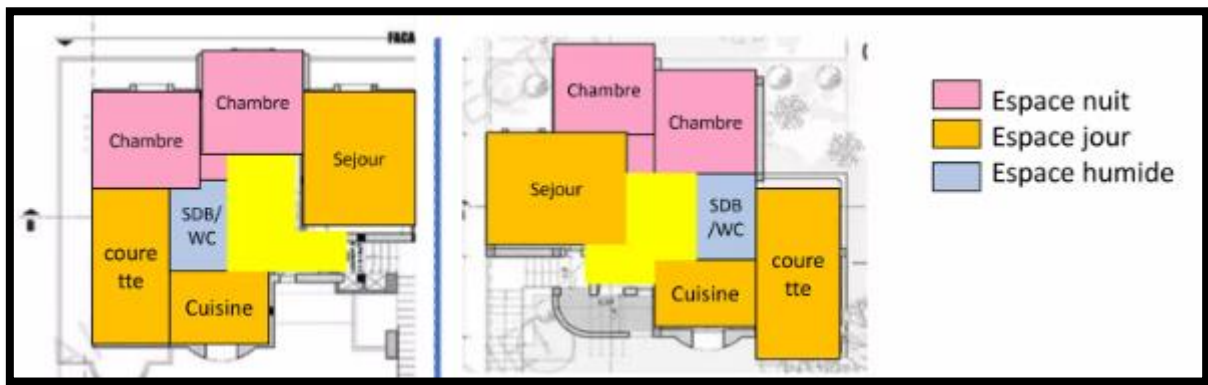 FACA
Chambre
Chambre
Sejour
SDB/
WC
coure
tte
Cuisine
Chambre
Chambre
Sejour
SDB
/WC
coure
tte
Cuisine
Espace nuit
Espace jour
Espace humide